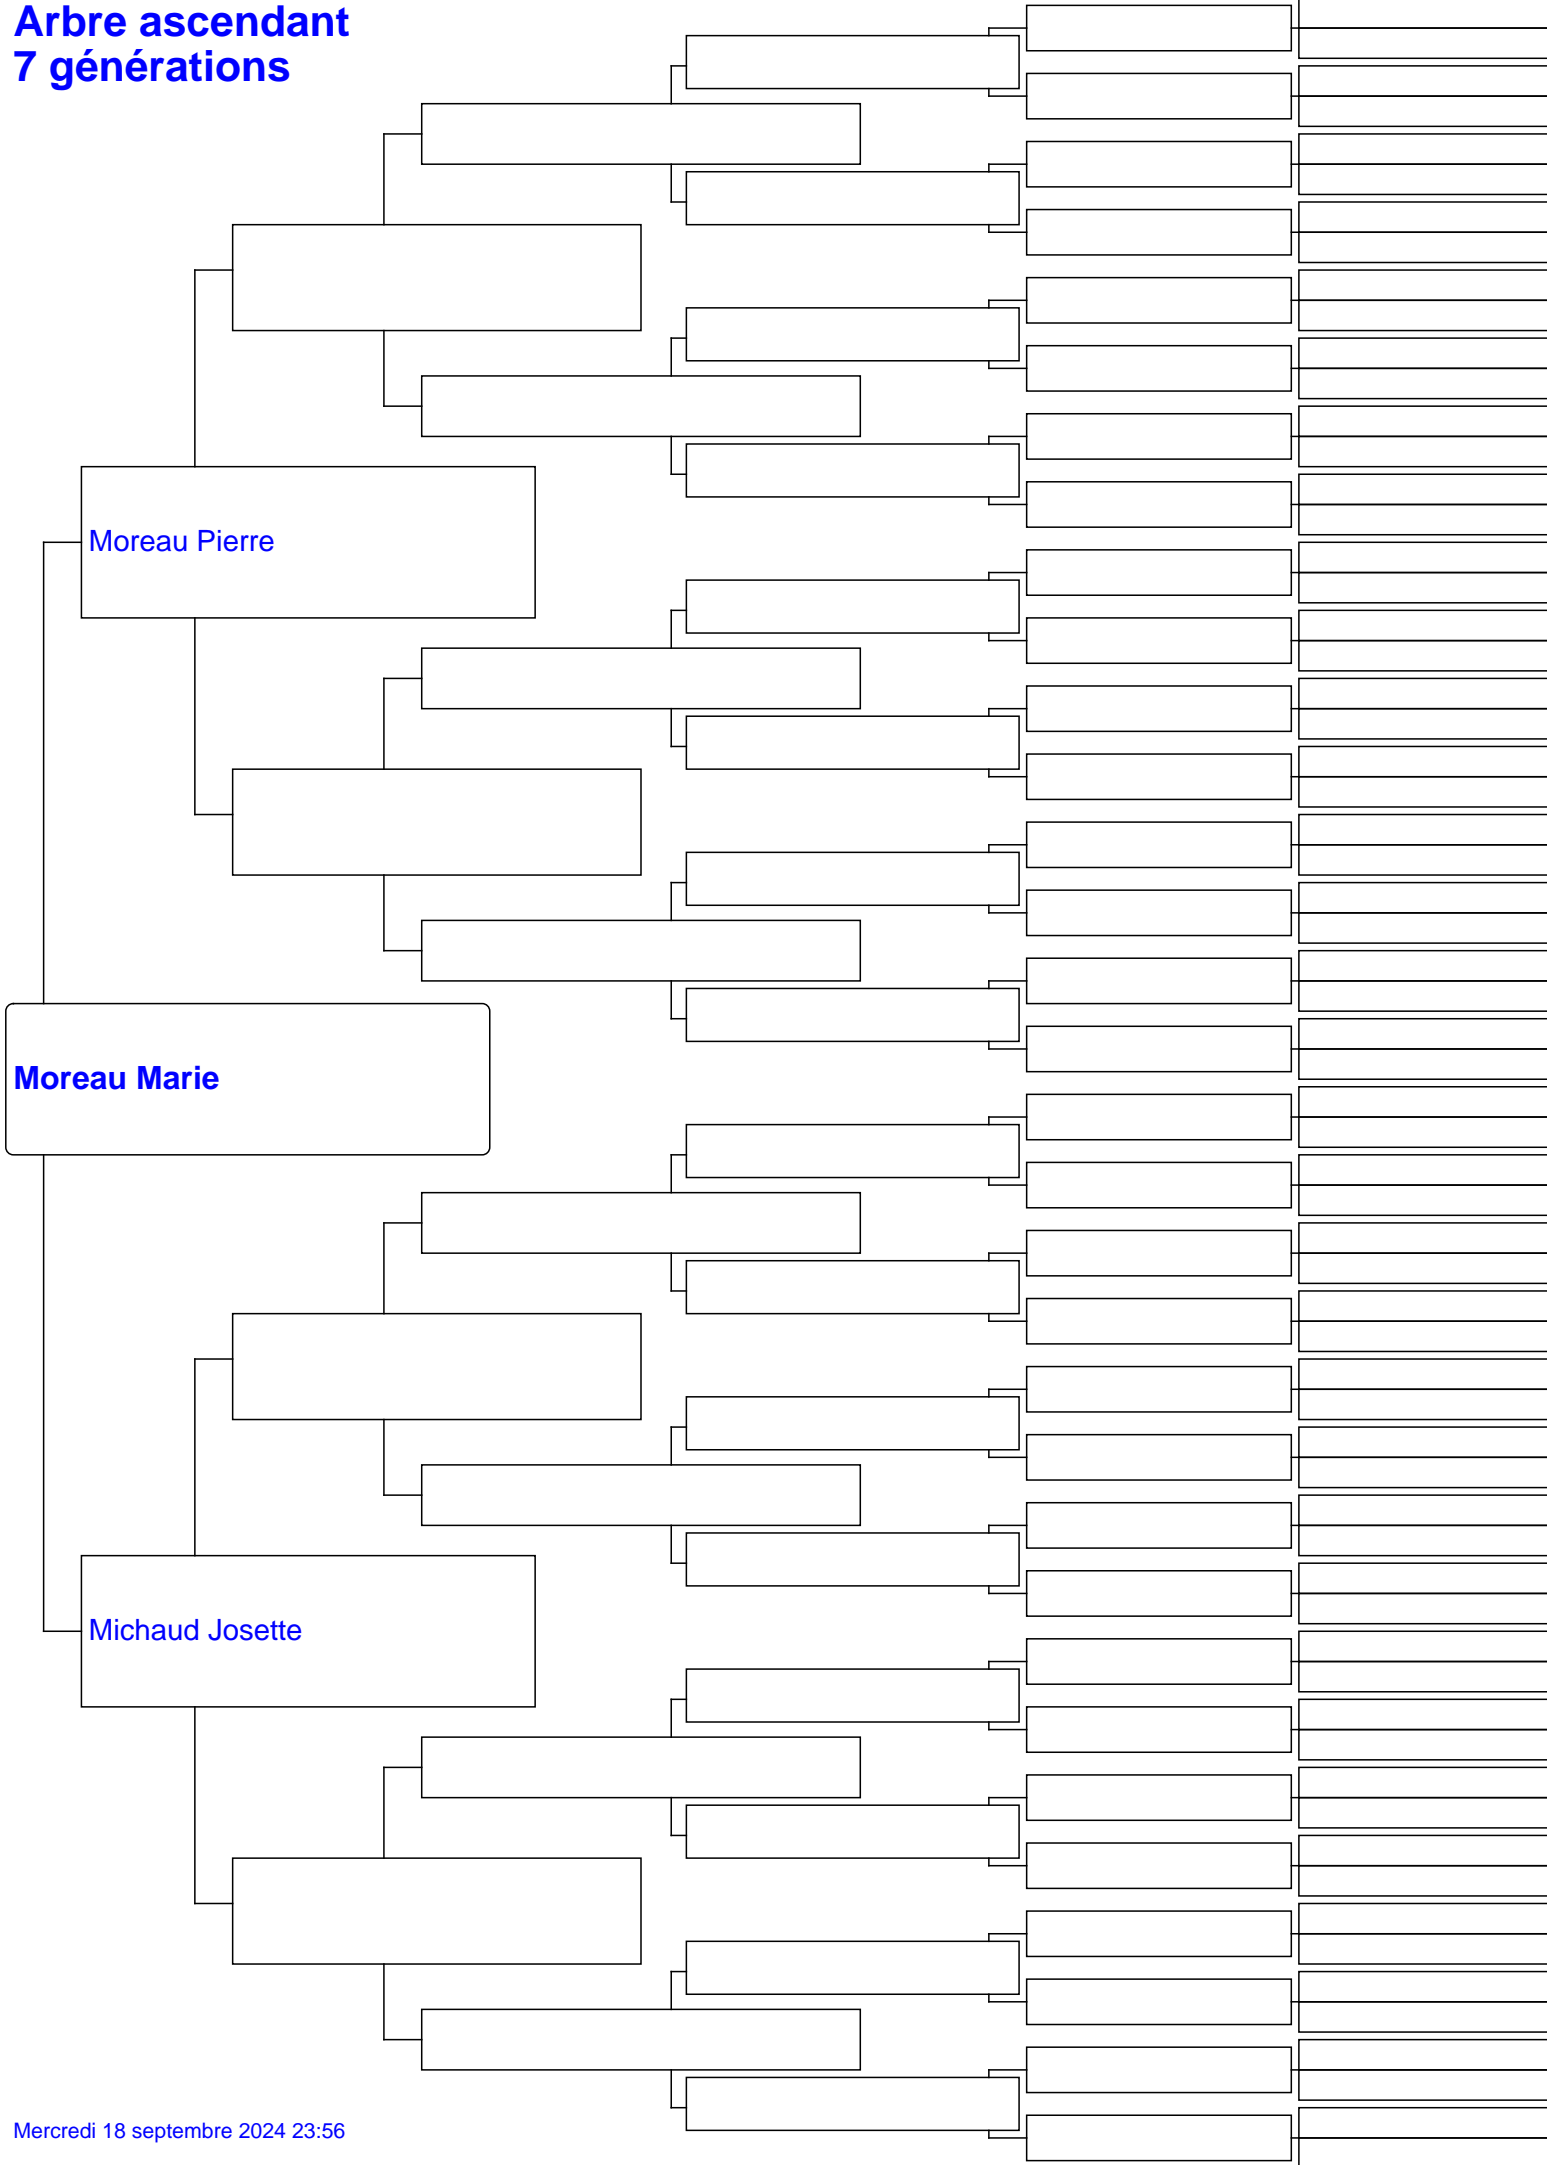 Arbre ascendant
7 générations
Moreau Pierre
Moreau Marie
Michaud Josette
Mercredi 18 septembre 2024 23:56